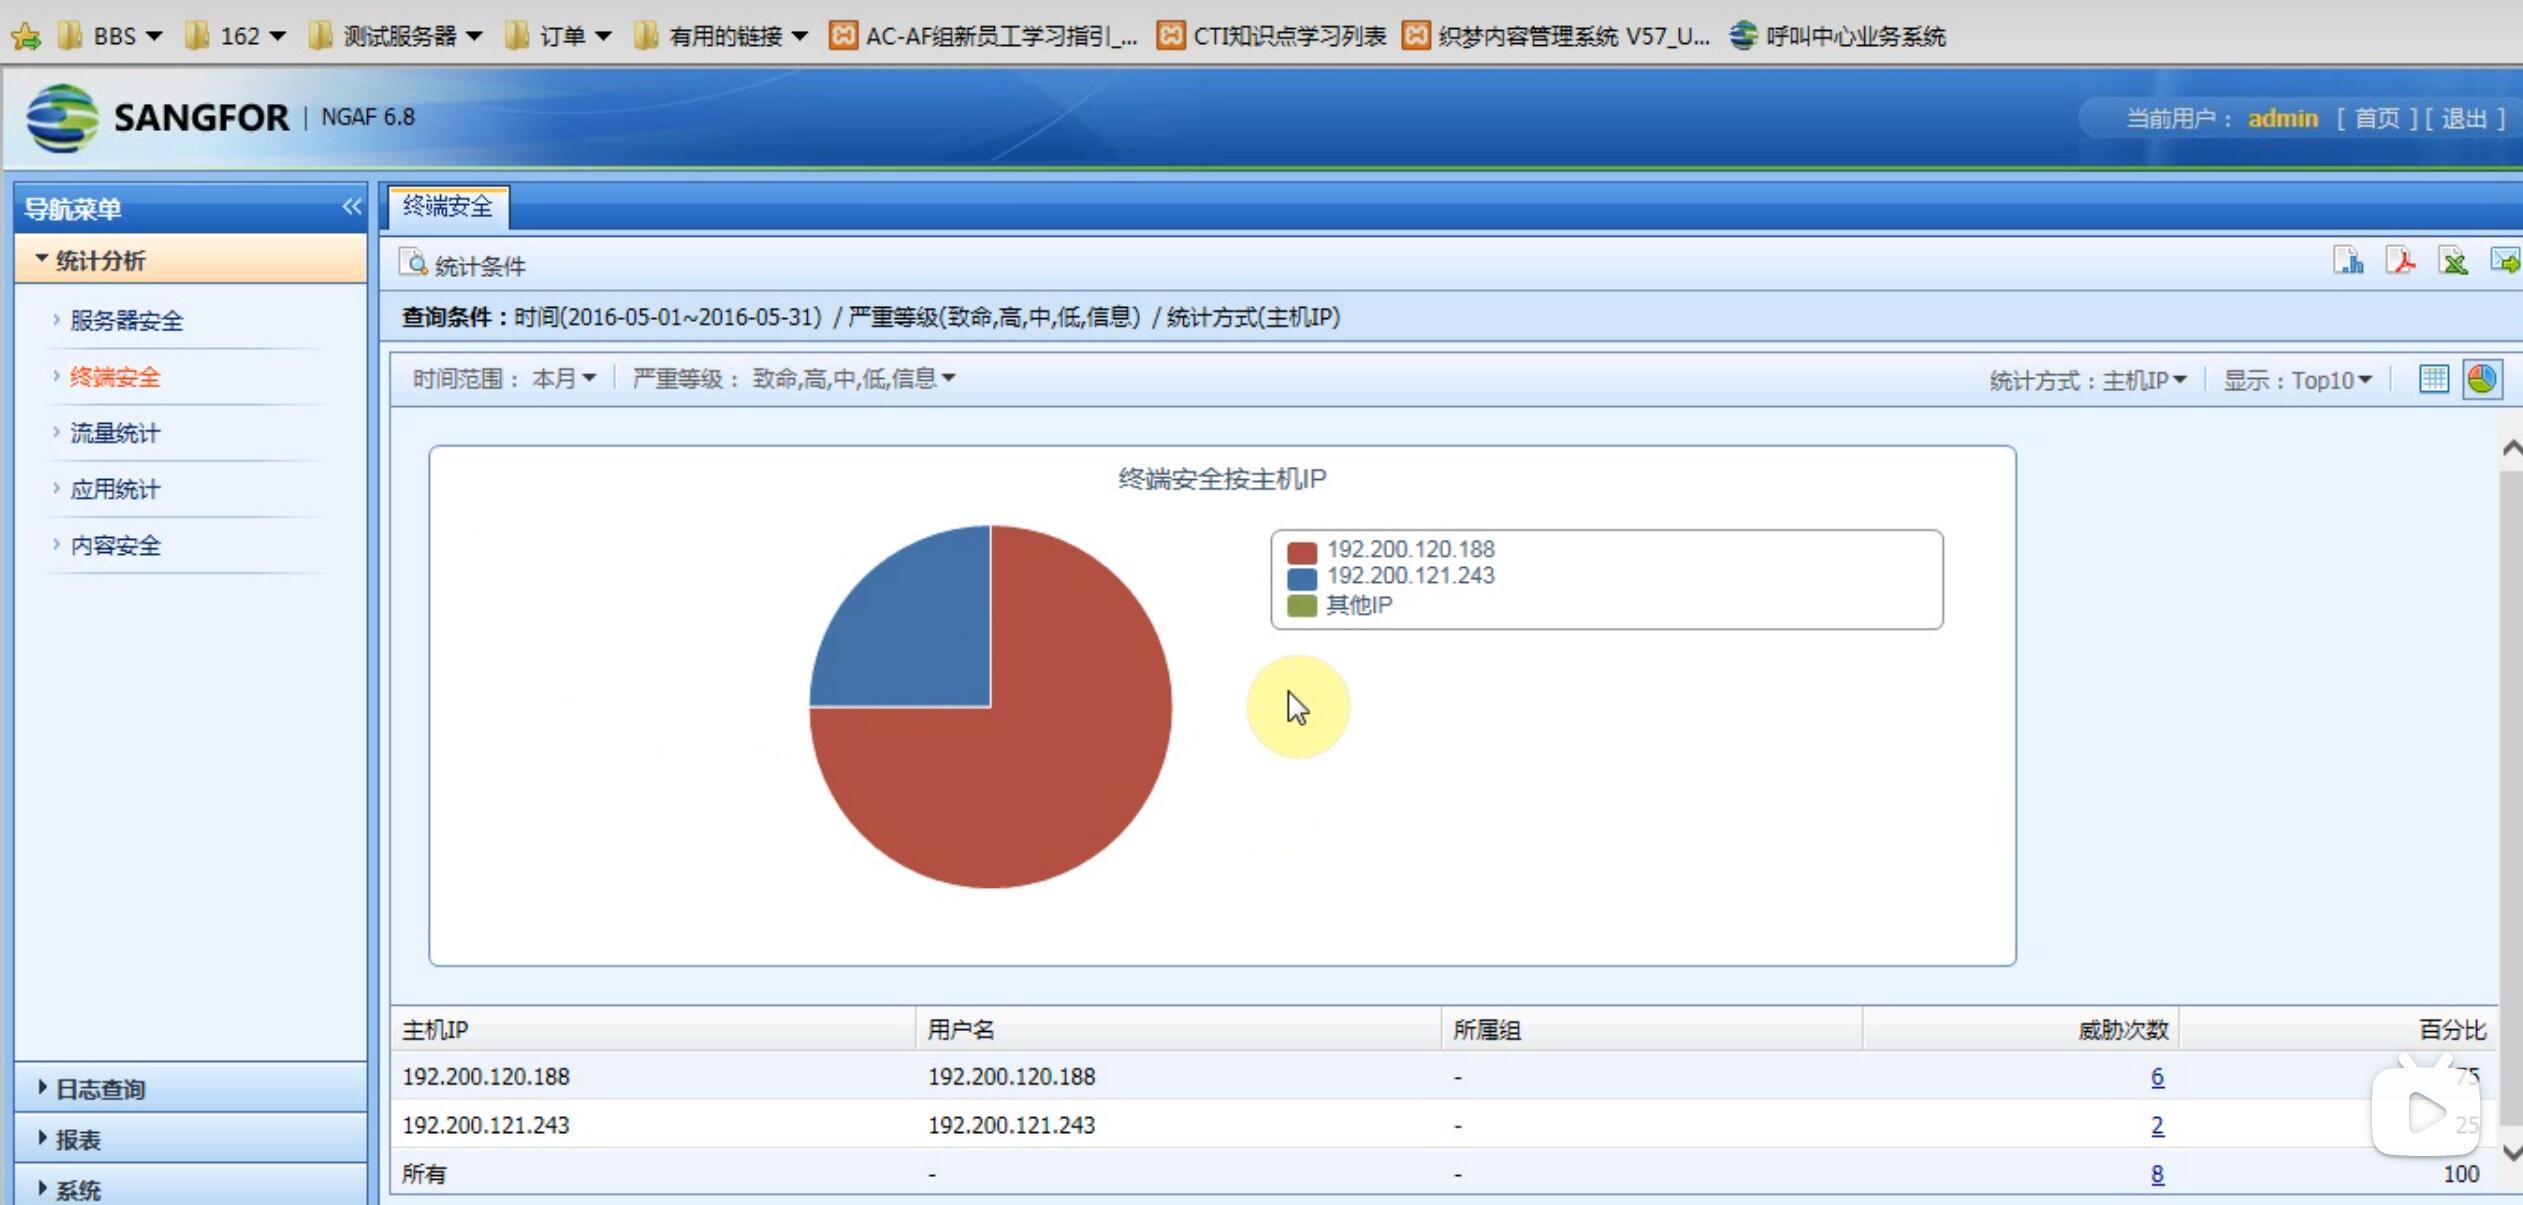 BBS 162 测试服务器 订单 有用的链接 AC-AF组新员工学习指引_... CTI知识点学习列表 织梦内容管理系统 V57_U... 呼叫中心业务系统
SANGFOR | NGAF 6.8
当前用户： admin [ 首页 ][ 退出 ]
导航菜单
统计分析
服务器安全
终端安全
流量统计
应用统计
内容安全
日志查询
报表
系统
终端安全
统计条件
查询条件：时间(2016-05-01~2016-05-31) / 严重等级(致命,高,中,低,信息) / 统计方式(主机IP)
时间范围： 本月 严重等级： 致命,高,中,低,信息 统计方式：主机IP 显示：Top10
终端安全按主机IP
192.200.120.188
192.200.121.243
其他IP
主机IP 用户名 所属组 威胁次数 百分比
192.200.120.188 192.200.120.188 - 6 75
192.200.121.243 192.200.121.243 - 2 25
所有 - - 8 100